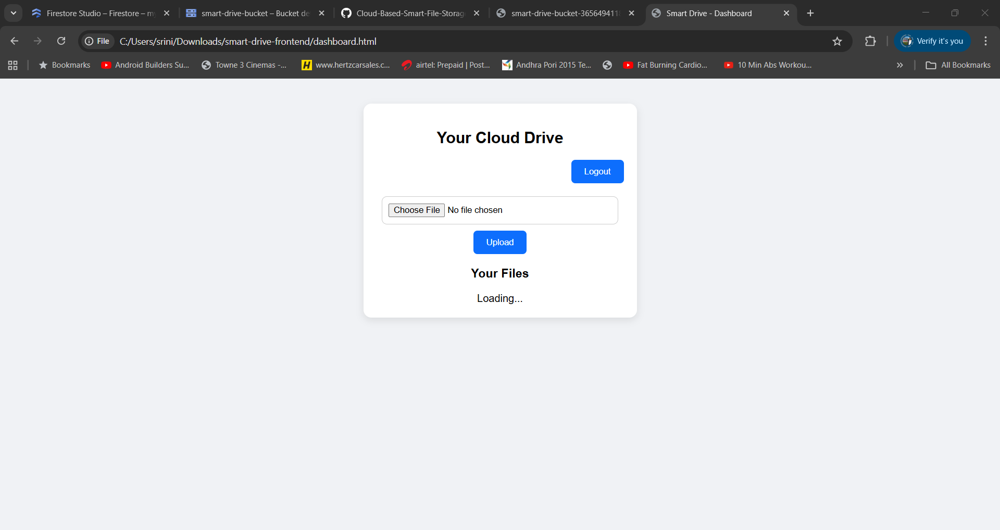 Firestore Studio – Firestore – my
smart-drive-bucket – Bucket de
Cloud-Based-Smart-File-Storag
smart-drive-bucket-365649411
Smart Drive - Dashboard
File
C:/Users/srini/Downloads/smart-drive-frontend/dashboard.html
Verify it's you
Bookmarks
Android Builders Su...
Towne 3 Cinemas -...
H
www.hertzcarsales.c...
airtel: Prepaid | Post...
Andhra Pori 2015 Te...
Fat Burning Cardio...
10 Min Abs Workou...
All Bookmarks
Your Cloud Drive
Logout
Choose File No file chosen
Upload
Your Files
Loading...